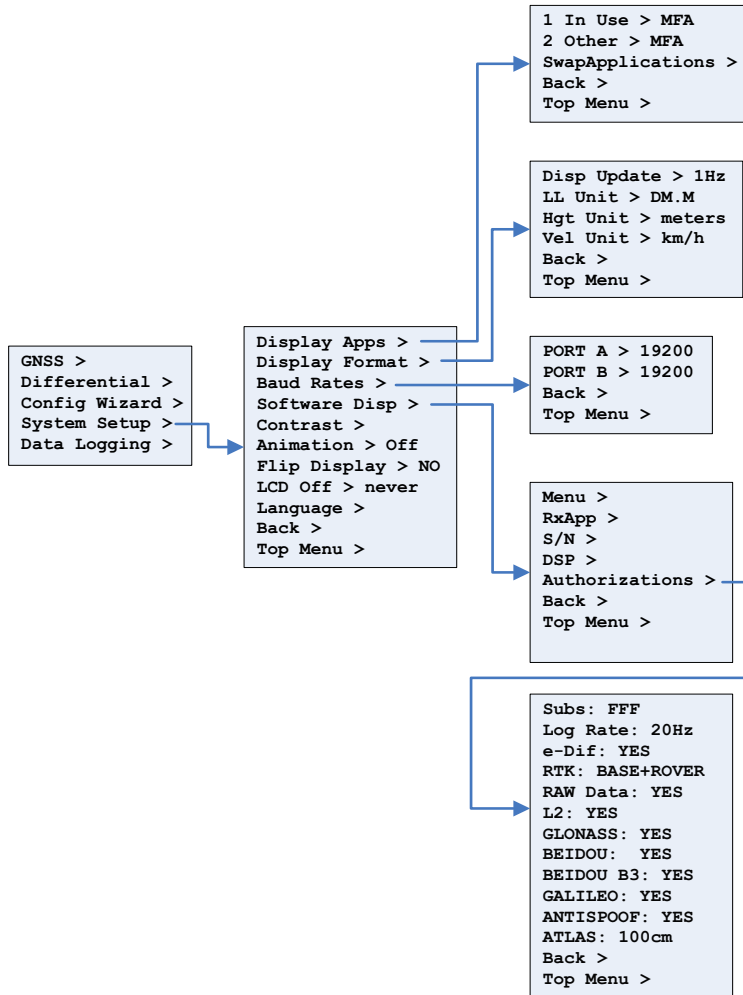 GNSS >
Differential >
Config Wizard >
System Setup >
Data Logging >
Display Apps >
Display Format >
Baud Rates >
Software Disp >
Contrast >
Animation > Off
Flip Display > NO
LCD Off > never
Language >
Back >
Top Menu >
1 In Use > MFA
2 Other > MFA
SwapApplications >
Back >
Top Menu >
Disp Update > 1Hz
LL Unit > DM.M
Hgt Unit > meters
Vel Unit > km/h
Back >
Top Menu >
PORT A > 19200
PORT B > 19200
Back >
Top Menu >
Menu >
RxApp >
S/N >
DSP >
Authorizations >
Back >
Top Menu >
Subs: FFF
Log Rate: 20Hz
e-Dif: YES
RTK: BASE+ROVER
RAW Data: YES
L2: YES
GLONASS: YES
BEIDOU:  YES
BEIDOU B3: YES
GALILEO: YES
ANTISPOOF: YES
ATLAS: 100cm
Back >
Top Menu >